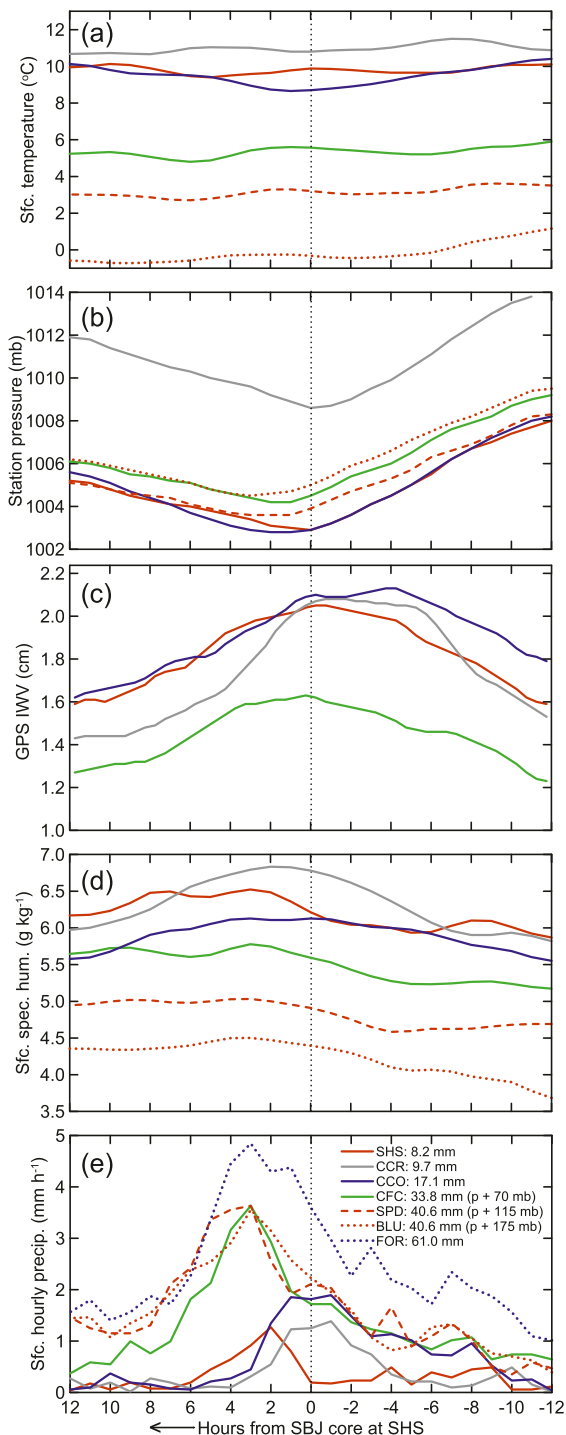 (a)
Sfc. temperature (°C)
12
10
8
6
4
2
0
(b)
Station pressure (mb)
1014
1012
1010
1008
1006
1004
1002
(c)
GPS IWV (cm)
2.2
2.0
1.8
1.6
1.4
1.2
1.0
(d)
Sfc. spec. hum. (g kg⁻¹)
7.0
6.5
6.0
5.5
5.0
4.5
4.0
3.5
(e)
Sfc. hourly precip. (mm h⁻¹)
5
4
3
2
1
0
SHS: 8.2 mm
CCR: 9.7 mm
CCO: 17.1 mm
CFC: 33.8 mm (p + 70 mb)
SPD: 40.6 mm (p + 115 mb)
BLU: 40.6 mm (p + 175 mb)
FOR: 61.0 mm
12 10 8 6 4 2 0 -2 -4 -6 -8 -10 -12
← Hours from SBJ core at SHS